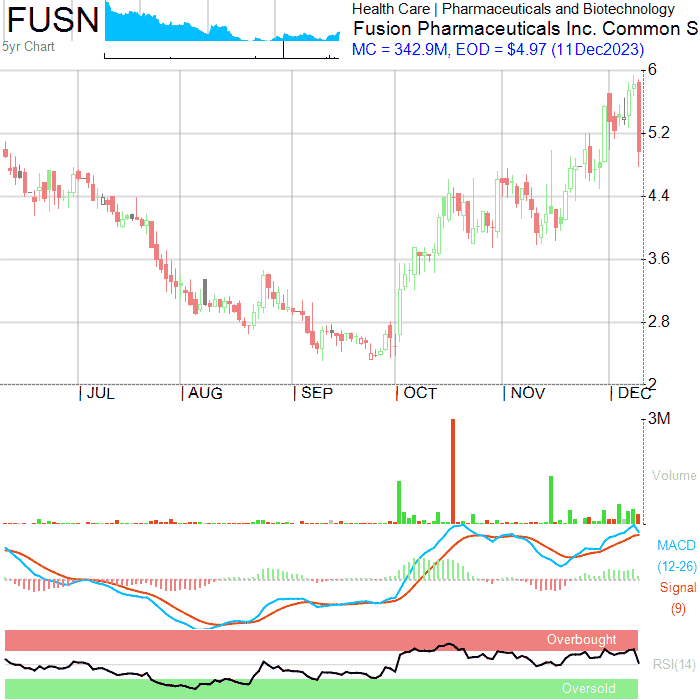 FUSN
5yr Chart
Health Care | Pharmaceuticals and Biotechnology
Fusion Pharmaceuticals Inc. Common S
MC = 342.9M, EOD = $4.97 (11Dec2023)
6
5.2
4.4
3.6
2.8
2
| JUL | AUG | SEP | OCT | NOV | DEC
3M
Volume
MACD
(12-26)
Signal
(9)
Overbought
RSI(14)
Oversold